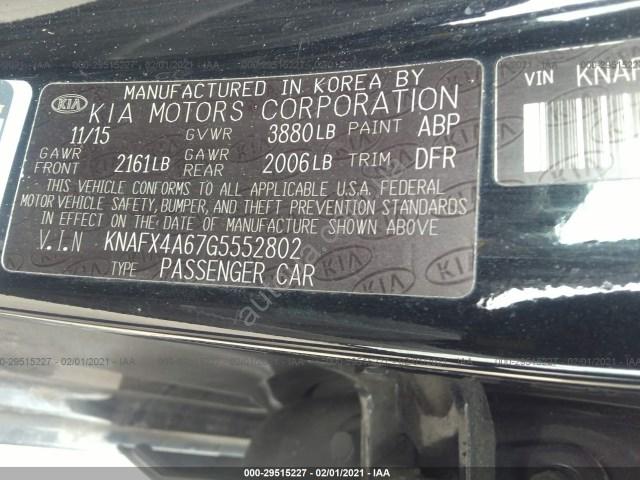 MANUFACTURED IN KOREA BY
KIA KIA MOTORS CORPORATION
11/15 GVWR 3880LB PAINT ABP
GAWR FRONT 2161LB GAWR REAR 2006LB TRIM DFR
THIS VEHICLE CONFORMS TO ALL APPLICABLE U.S.A. FEDERAL
MOTOR VEHICLE SAFETY, BUMPER, AND THEFT PREVENTION STANDARDS
IN EFFECT ON THE DATE OF MANUFACTURE SHOWN ABOVE
V.I.N KNAFX4A67G5552802
TYPE PASSENGER CAR
VIN KNAF
000-29515227 - 02/01/2021 - IAA